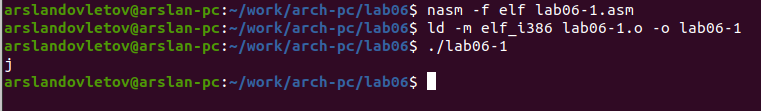 arslandovletov@arslan-pc:~/work/arch-pc/lab06$ nasm -f elf lab06-1.asm
arslandovletov@arslan-pc:~/work/arch-pc/lab06$ ld -m elf_i386 lab06-1.o -o lab06-1
arslandovletov@arslan-pc:~/work/arch-pc/lab06$ ./lab06-1
j
arslandovletov@arslan-pc:~/work/arch-pc/lab06$